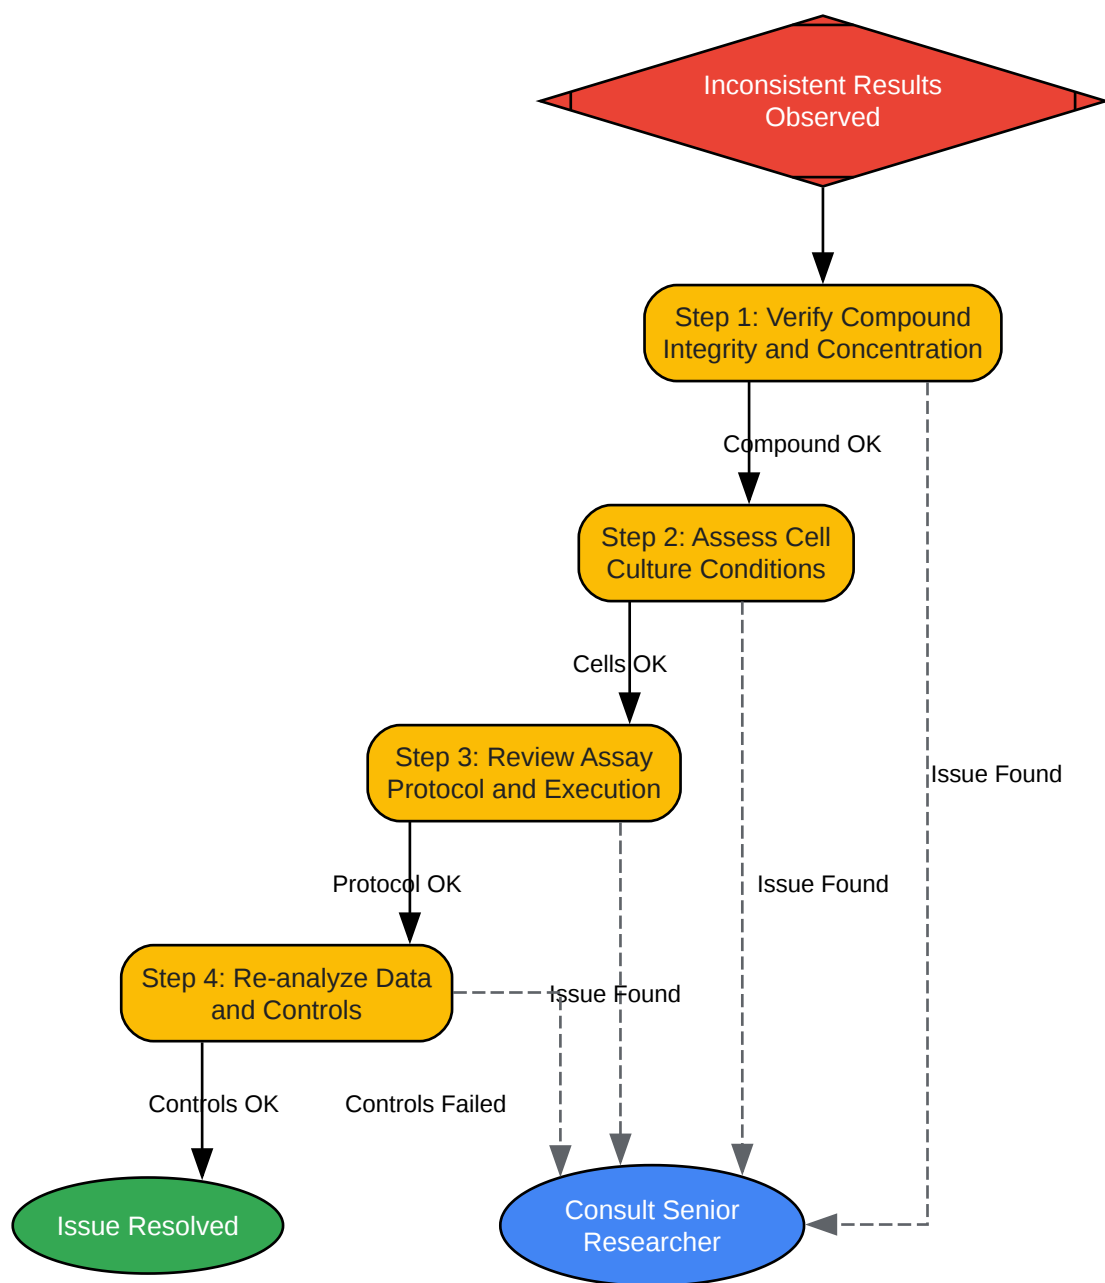 Inconsistent Results
Observed
Step 1: Verify Compound
Integrity and Concentration
Compound OK
Step 2: Assess Cell
Culture Conditions
Cells OK
Step 3: Review Assay
Protocol and Execution
Issue Found
Protocol OK
Issue Found
Step 4: Re-analyze Data
and Controls
Issue Found
Controls OK
Controls Failed
Issue Resolved
Consult Senior
Researcher